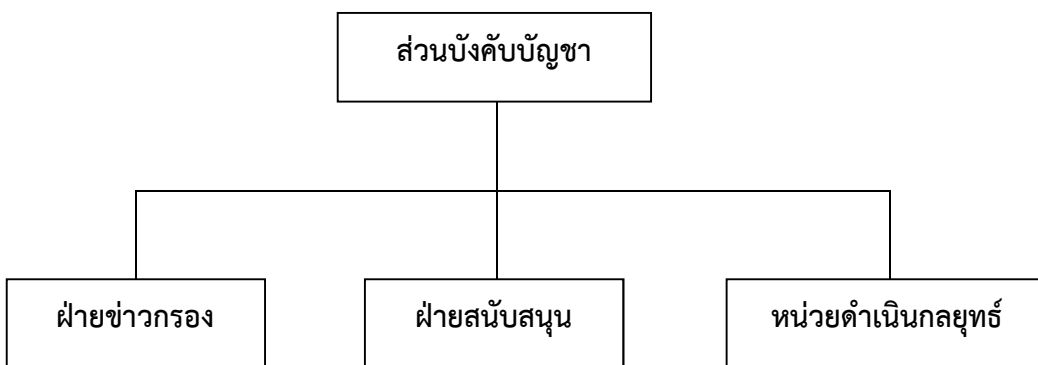 ส่วนบังคับบัญชา
ฝ่ายข่าวกรอง
ฝ่ายสนับสนุน
หน่วยดำเนินกลยุทธ์